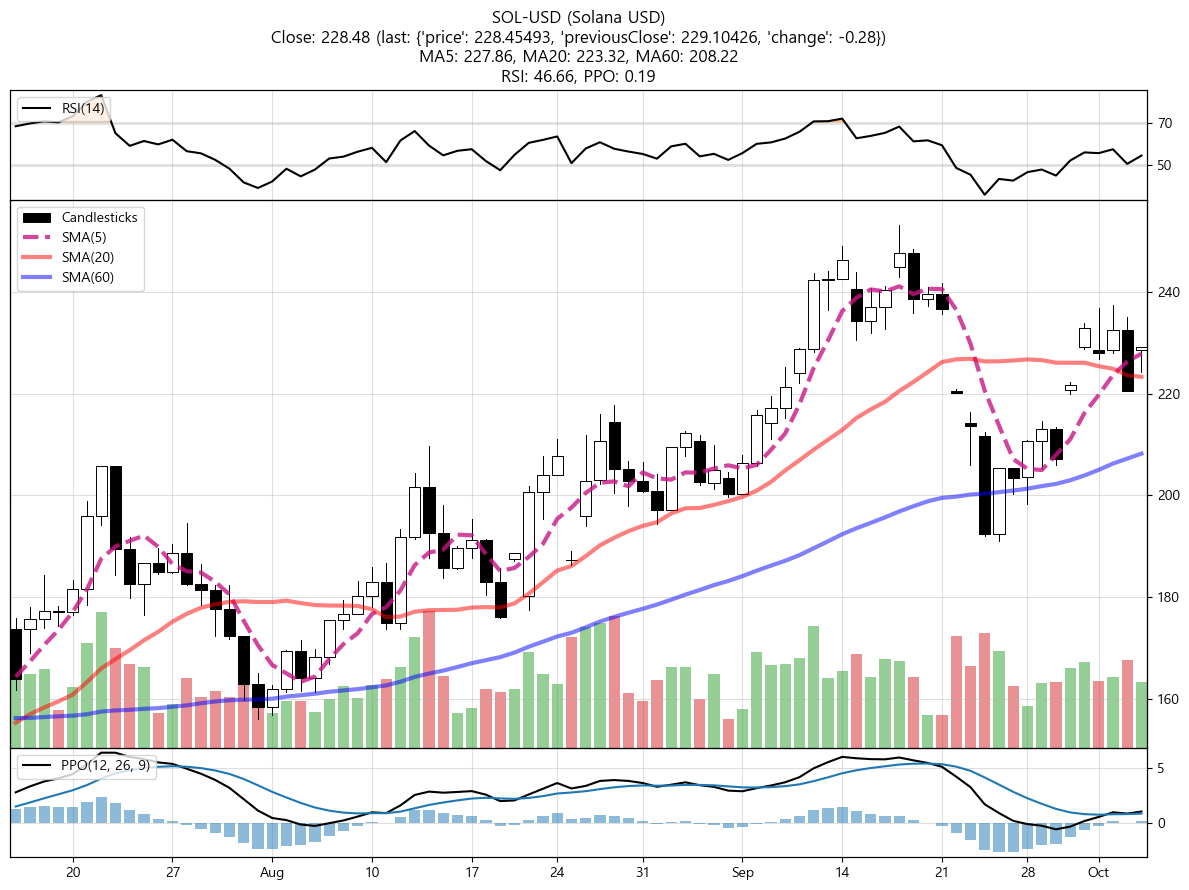 SOL-USD (Solana USD)
Close: 228.48 (last: {'price': 228.45493, 'previousClose': 229.10426, 'change': -0.28})
MA5: 227.86, MA20: 223.32, MA60: 208.22
RSI: 46.66, PPO: 0.19
RSI(14)
70
50
Candlesticks
SMA(5)
SMA(20)
SMA(60)
240
220
200
180
160
PPO(12, 26, 9)
5
0
20 27 Aug 10 17 24 31 Sep 14 21 28 Oct